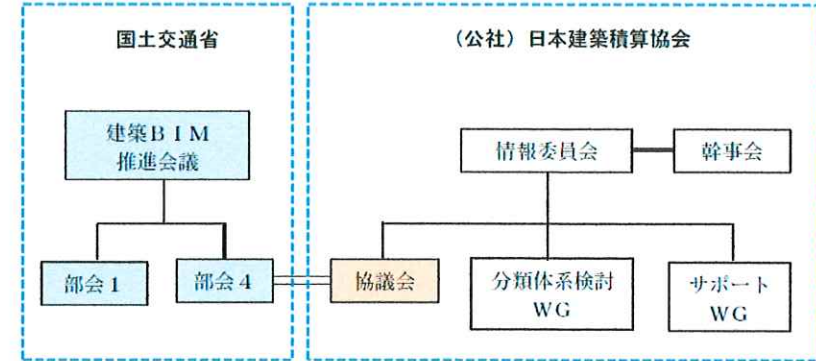 国土交通省
(公社)日本建築積算協会
建築BIM
推進会議
情報委員会
幹事会
部会1
部会4
協議会
分類体系検討
WG
サポート
WG